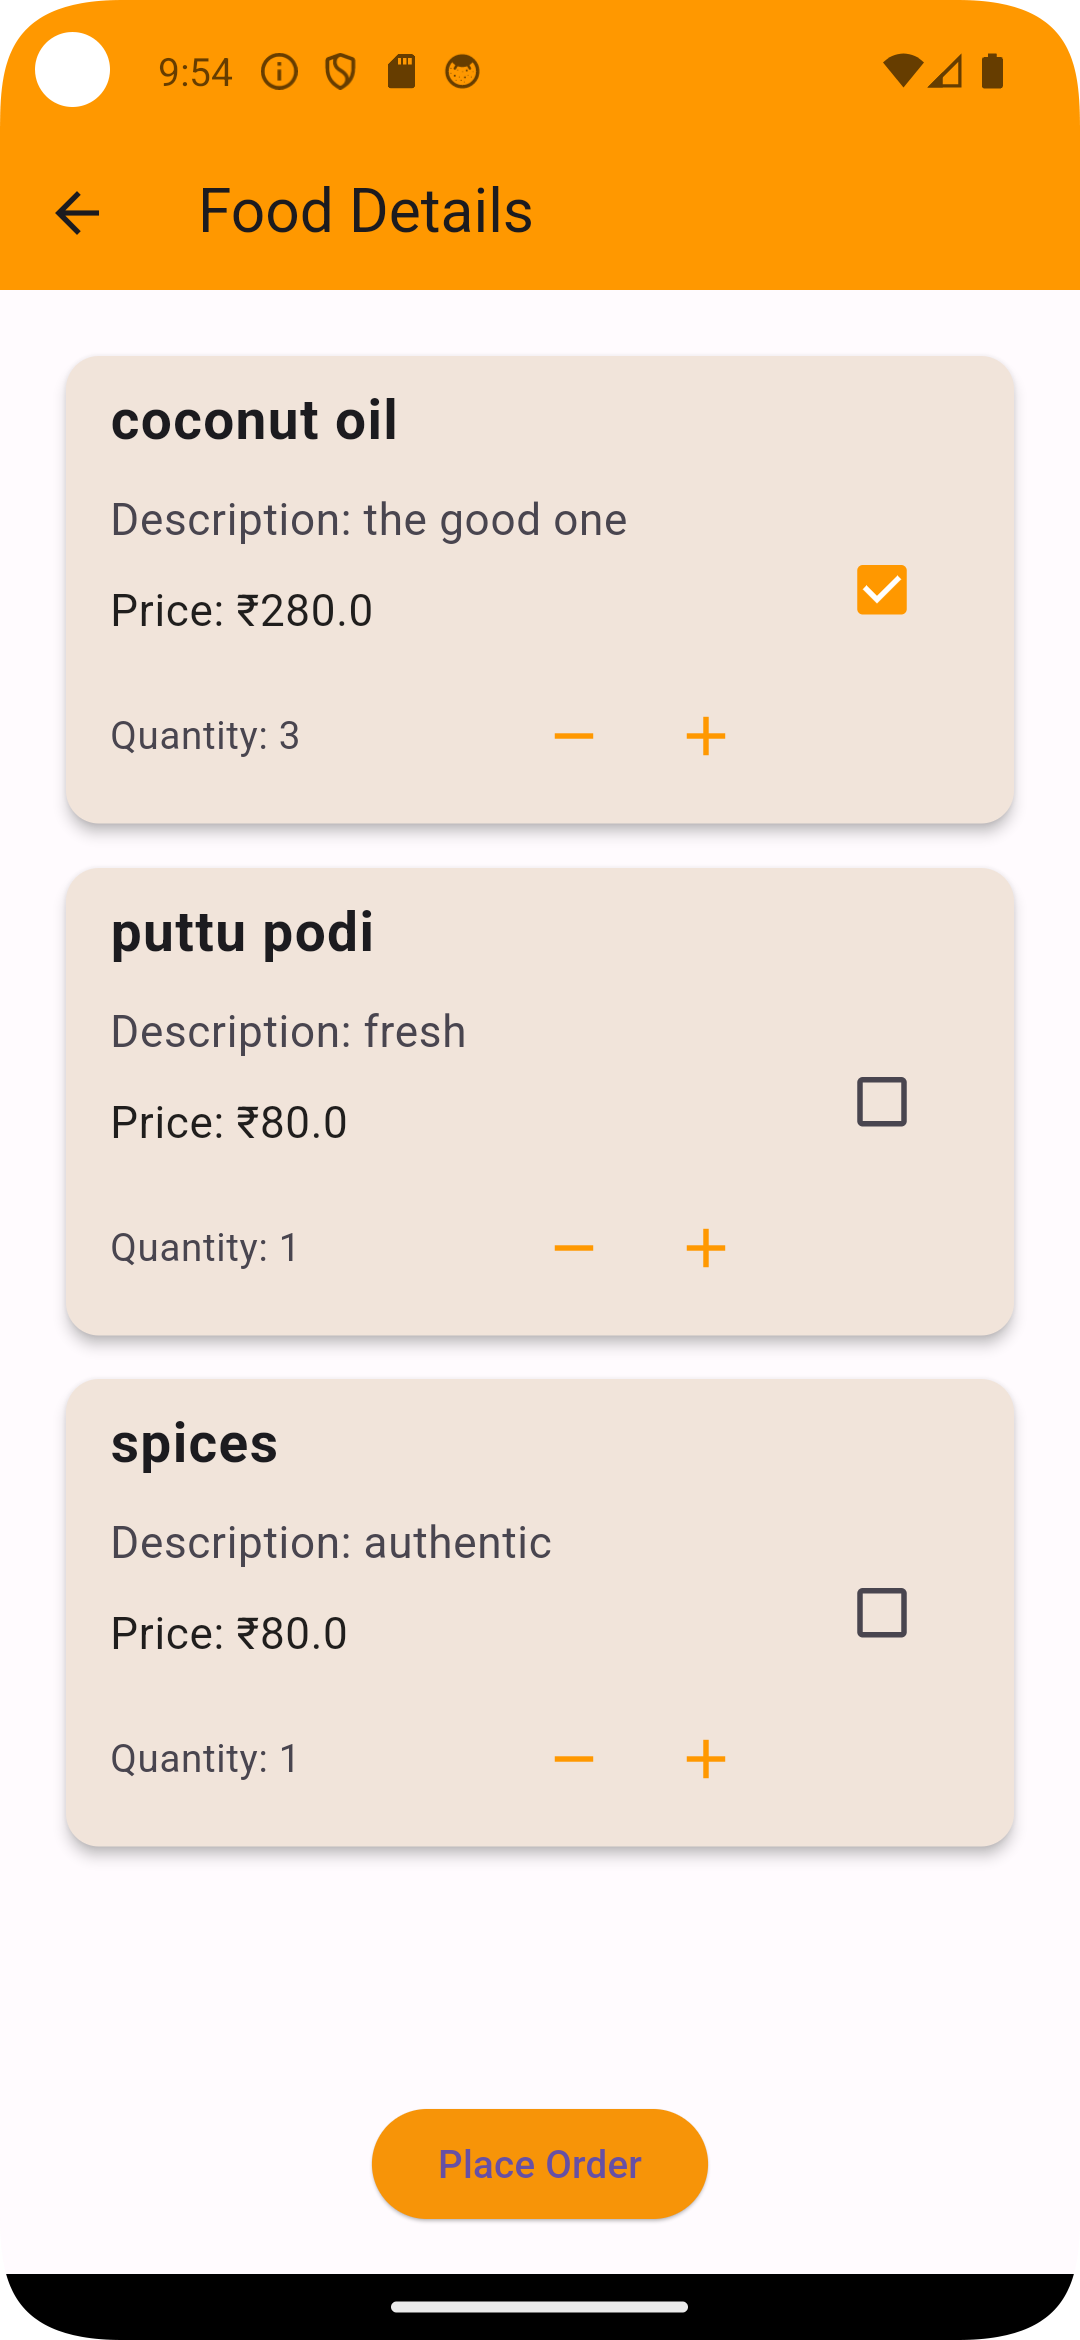 9:54
Food Details
coconut oil
Description: the good one
Price: ₹280.0
Quantity: 3
puttu podi
Description: fresh
Price: ₹80.0
Quantity: 1
spices
Description: authentic
Price: ₹80.0
Quantity: 1
Place Order